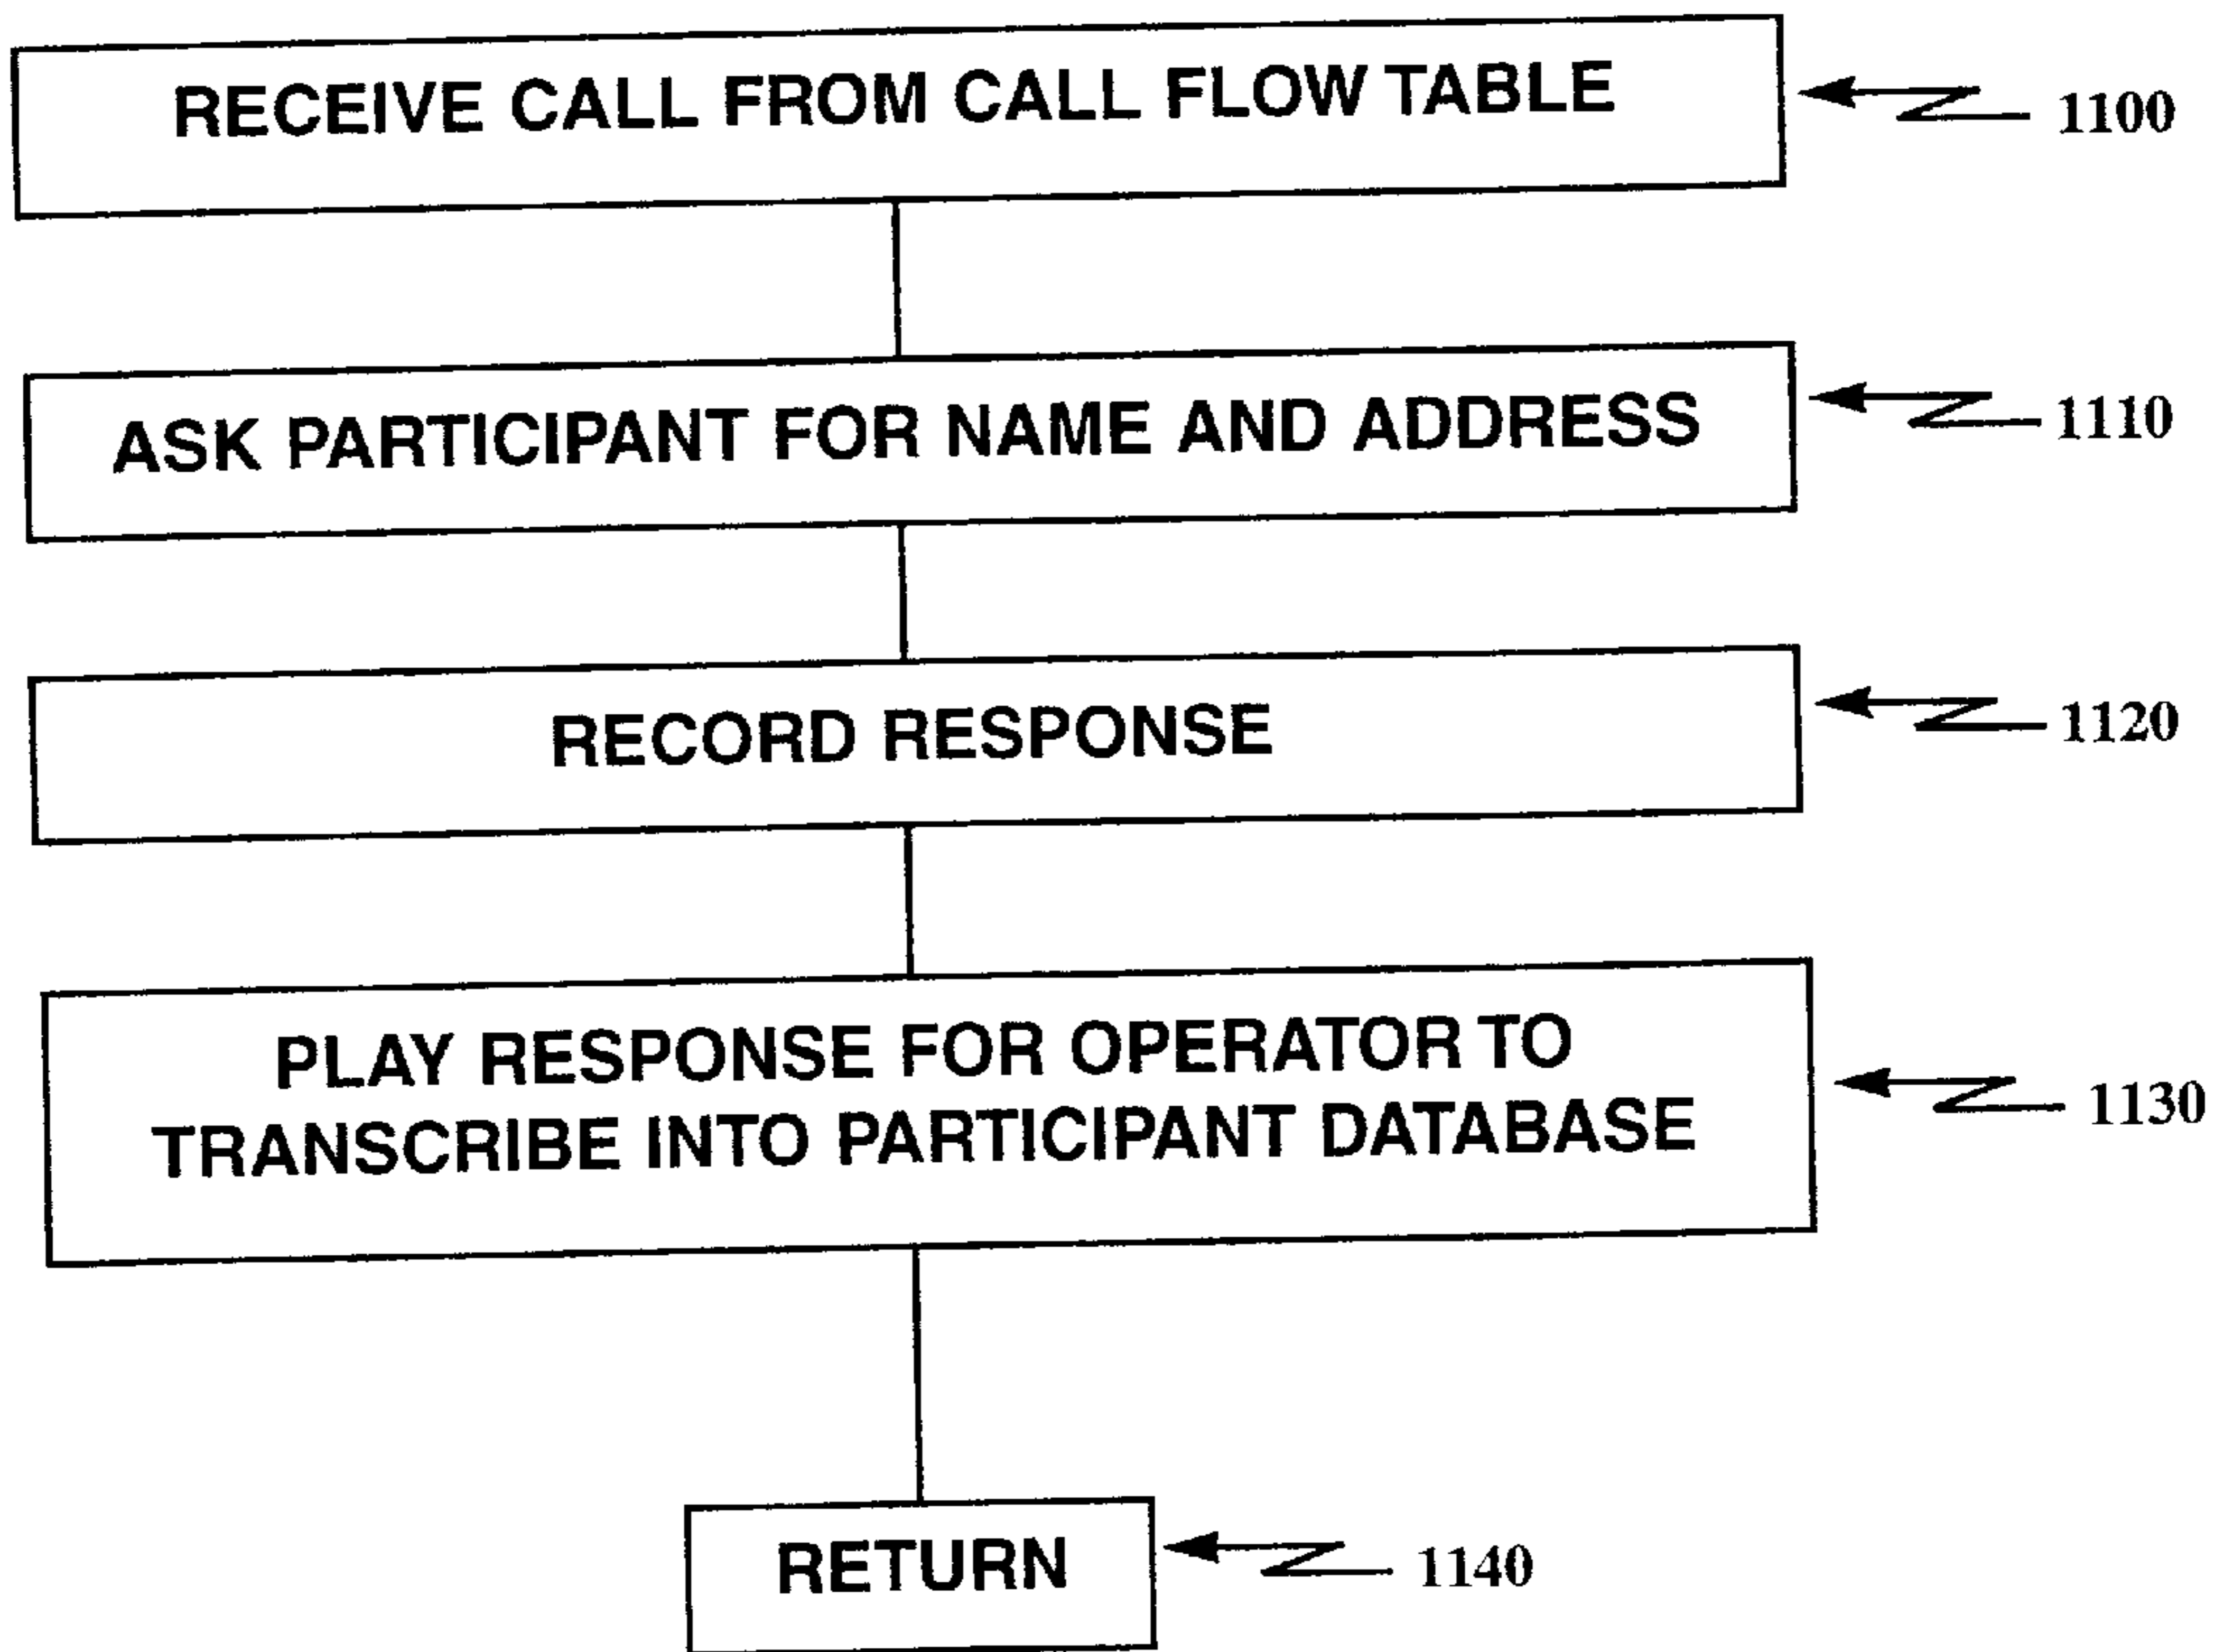 RECEIVE CALL FROM CALL FLOW TABLE
1100
ASK PARTICIPANT FOR NAME AND ADDRESS
1110
RECORD RESPONSE
1120
PLAY RESPONSE FOR OPERATOR TO
TRANSCRIBE INTO PARTICIPANT DATABASE
1130
RETURN
1140